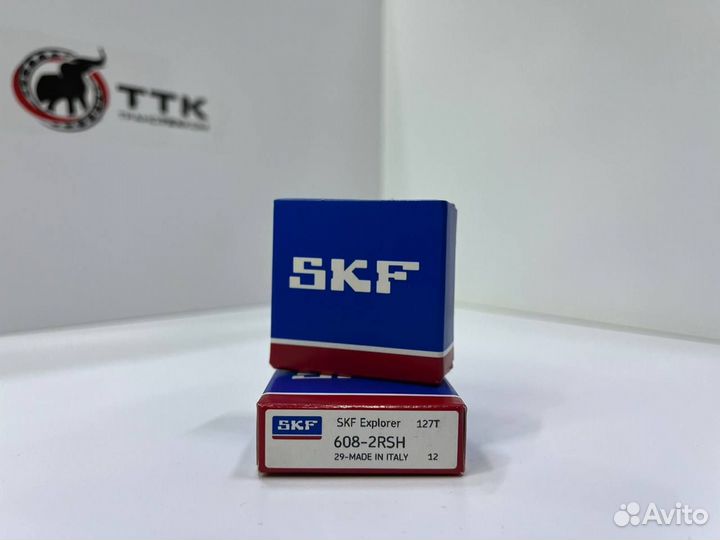 TTK
SKF
SKF
SKF Explorer 127T
608-2RSH
29-MADE IN ITALY 12
Avito